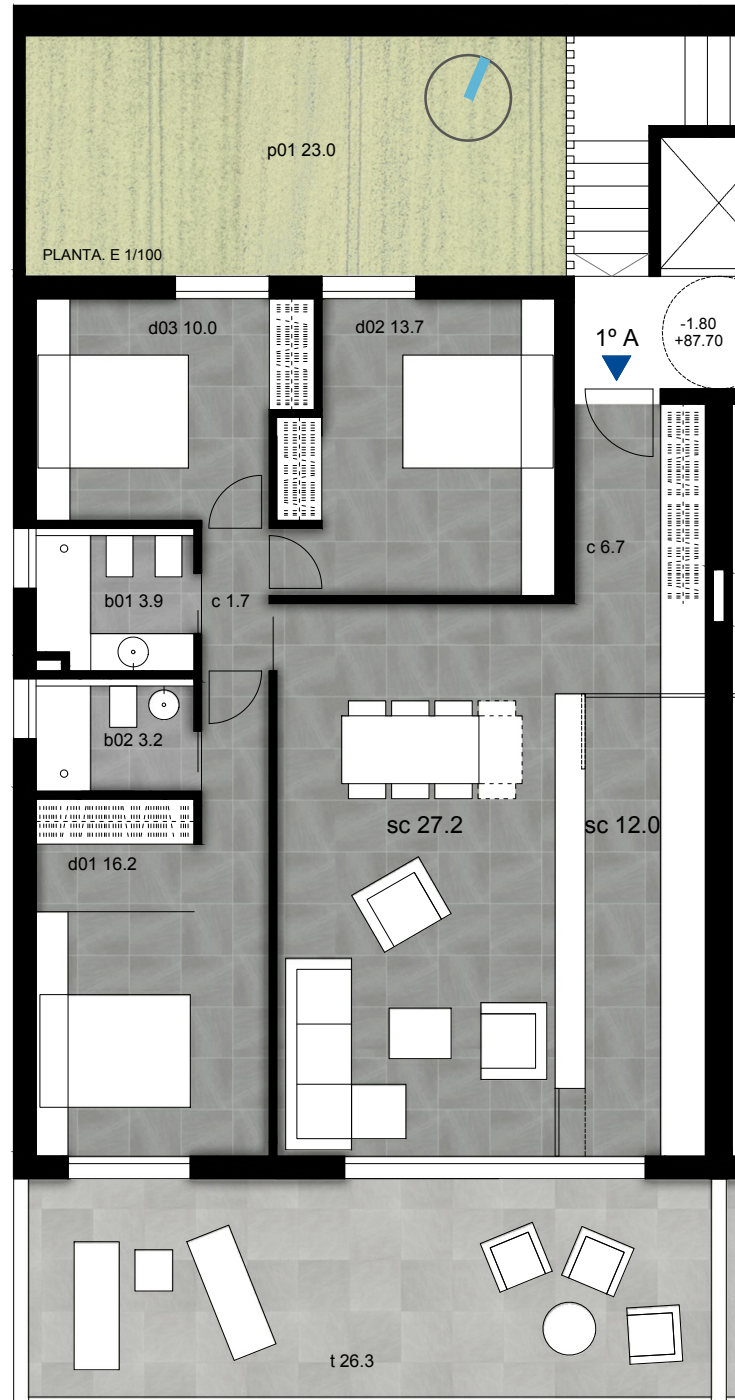 p01 23.0
PLANTA. E 1/100
d03 10.0
d02 13.7
1º A
-1.80
+87.70
c 6.7
b01 3.9
c 1.7
b02 3.2
sc 27.2
sc 12.0
d01 16.2
t 26.3